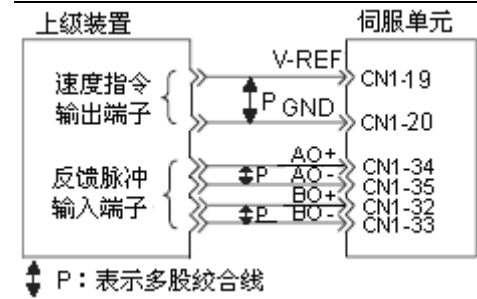 上级装置
伺服单元
V-REF
CN1-19
速度指令
输出端子
P
GND
CN1-20
反馈脉冲
输入端子
AO+
CN1-34
P
AO-
CN1-35
BO+
CN1-32
P
BO-
CN1-33
P：表示多股绞合线